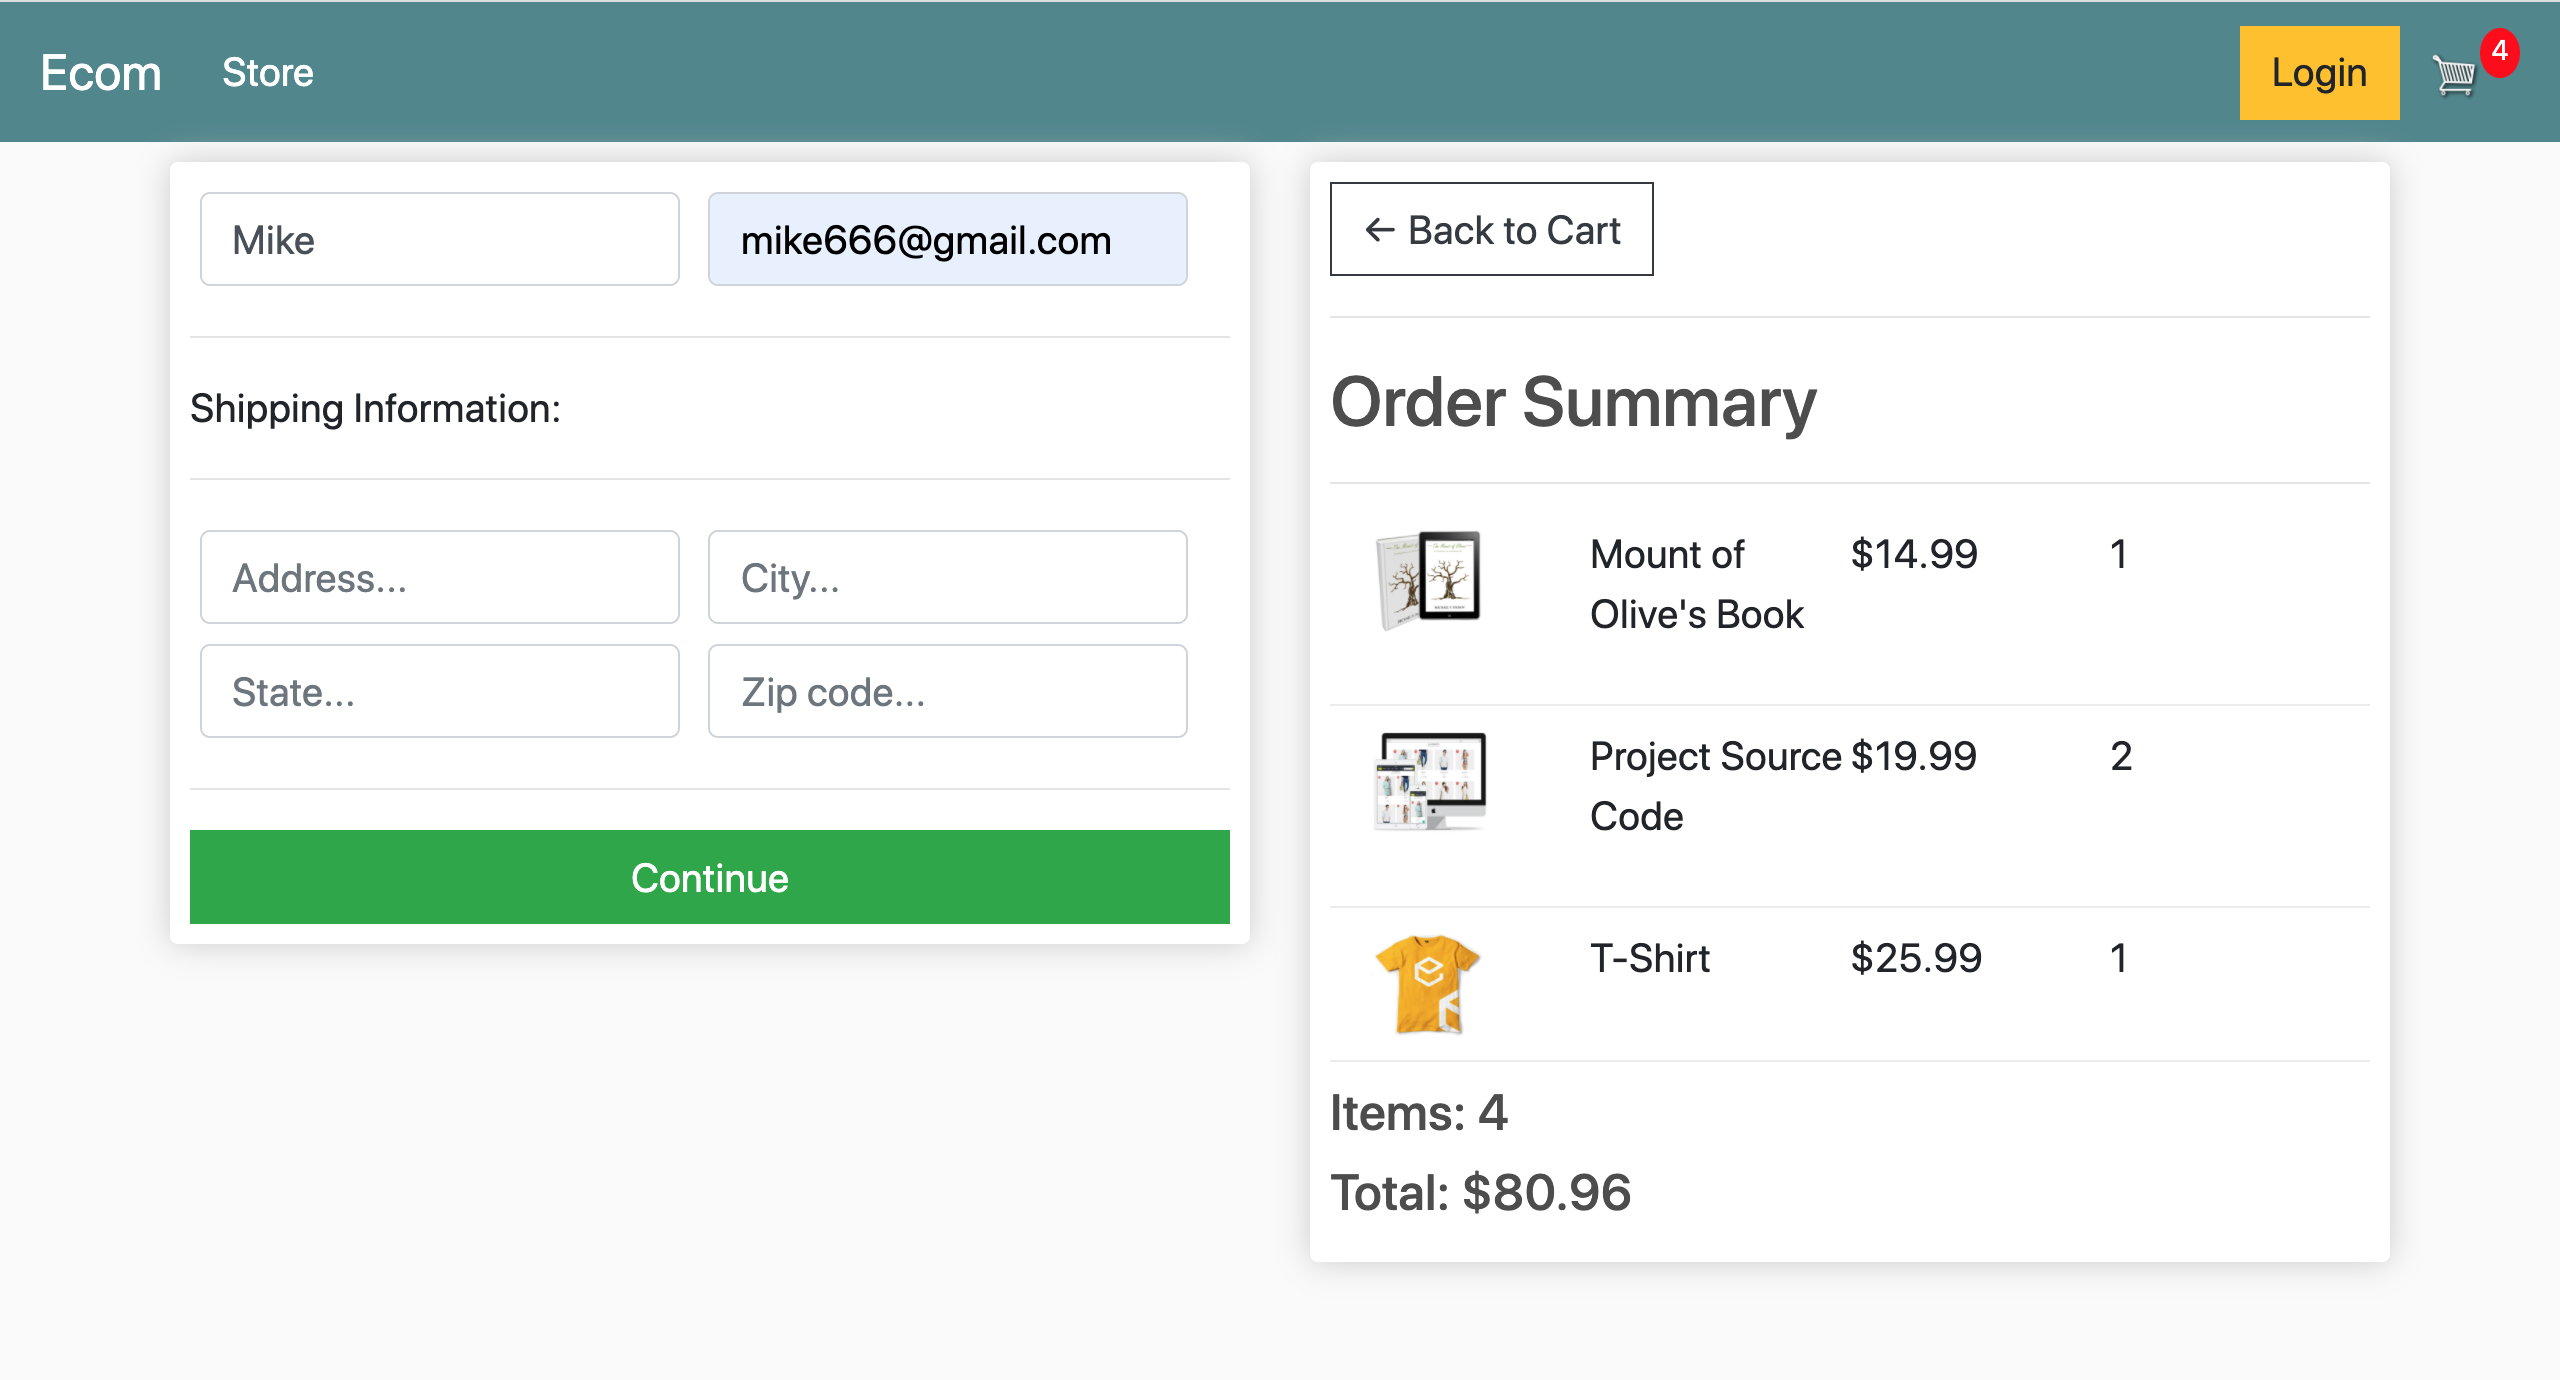 Ecom
Store
Login
4
Mike
mike666@gmail.com
Shipping Information:
Address...
City...
State...
Zip code...
Continue
← Back to Cart
Order Summary
Mount of Olive's Book $14.99 1
Project Source Code $19.99 2
T-Shirt $25.99 1
Items: 4
Total: $80.96